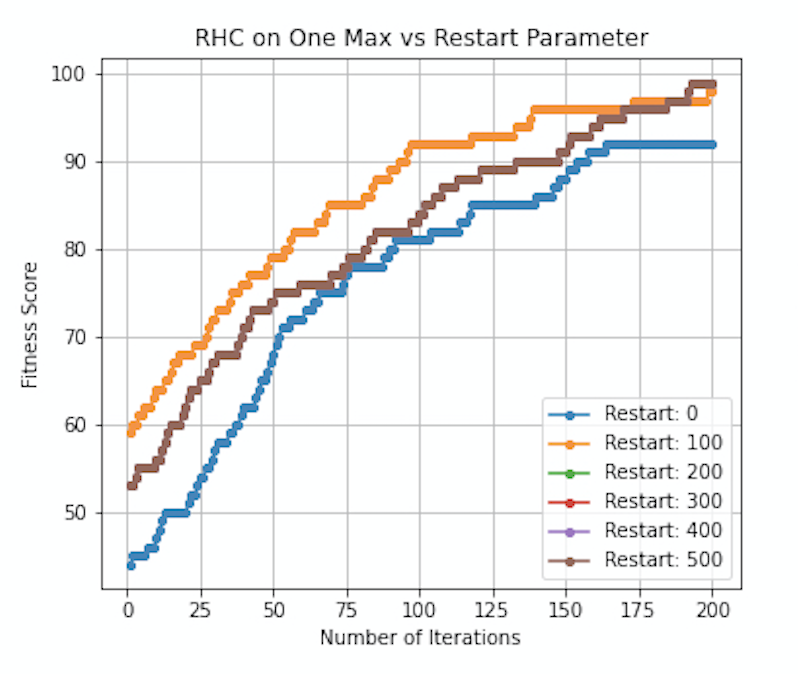 RHC on One Max vs Restart Parameter
100
90
80
70
60
50
Fitness Score
Restart: 0
Restart: 100
Restart: 200
Restart: 300
Restart: 400
Restart: 500
0 25 50 75 100 125 150 175 200
Number of Iterations